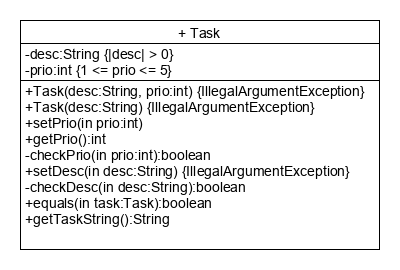 + Task
-desc:String {|desc| > 0}
-prio:int {1 <= prio <= 5}
+Task(desc:String, prio:int) {IllegalArgumentException}
+Task(desc:String) {IllegalArgumentException}
+setPrio(in prio:int)
+getPrio():int
-checkPrio(in prio:int):boolean
+setDesc(in desc:String) {IllegalArgumentException}
-checkDesc(in desc:String):boolean
+equals(in task:Task):boolean
+getTaskString():String